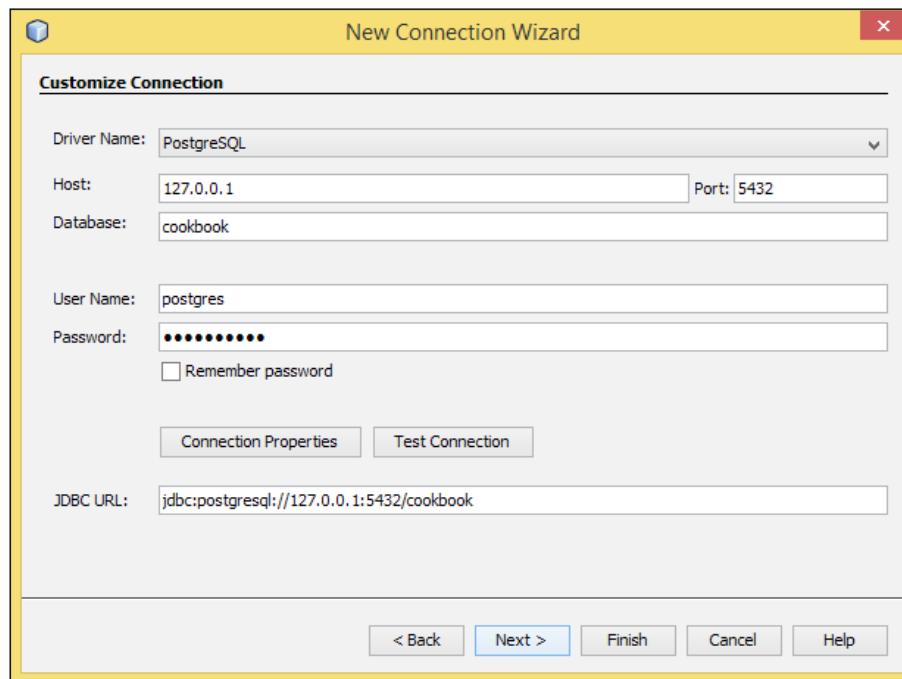 New Connection Wizard
Customize Connection
Driver Name: PostgreSQL
Host: 127.0.0.1 Port: 5432
Database: cookbook
User Name: postgres
Password: ••••••••••
Remember password
Connection Properties Test Connection
JDBC URL: jdbc:postgresql://127.0.0.1:5432/cookbook
< Back Next > Finish Cancel Help